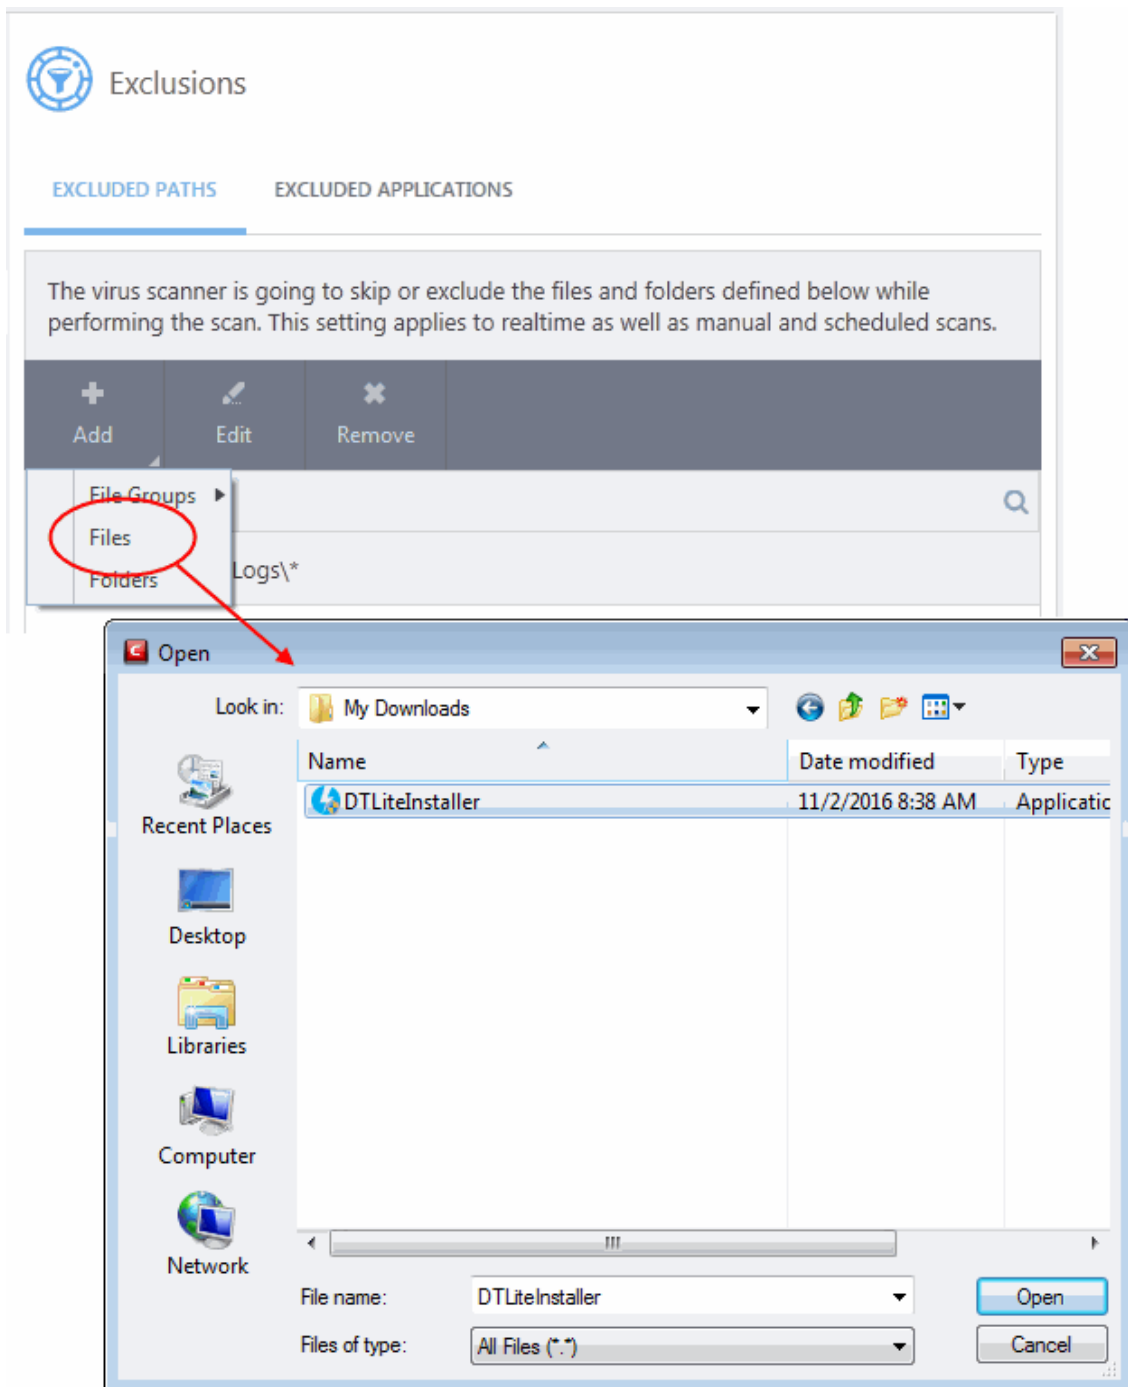 Exclusions
EXCLUDED PATHS EXCLUDED APPLICATIONS
The virus scanner is going to skip or exclude the files and folders defined below while
performing the scan. This setting applies to realtime as well as manual and scheduled scans.
Add Edit Remove
File Groups
Files
Folders
Logs\*
Open
Look in: My Downloads
Name Date modified Type
DTLiteInstaller 11/2/2016 8:38 AM Applicatic
Recent Places
Desktop
Libraries
Computer
Network
File name: DTLiteInstaller Open
Files of type: All Files (*.*) Cancel